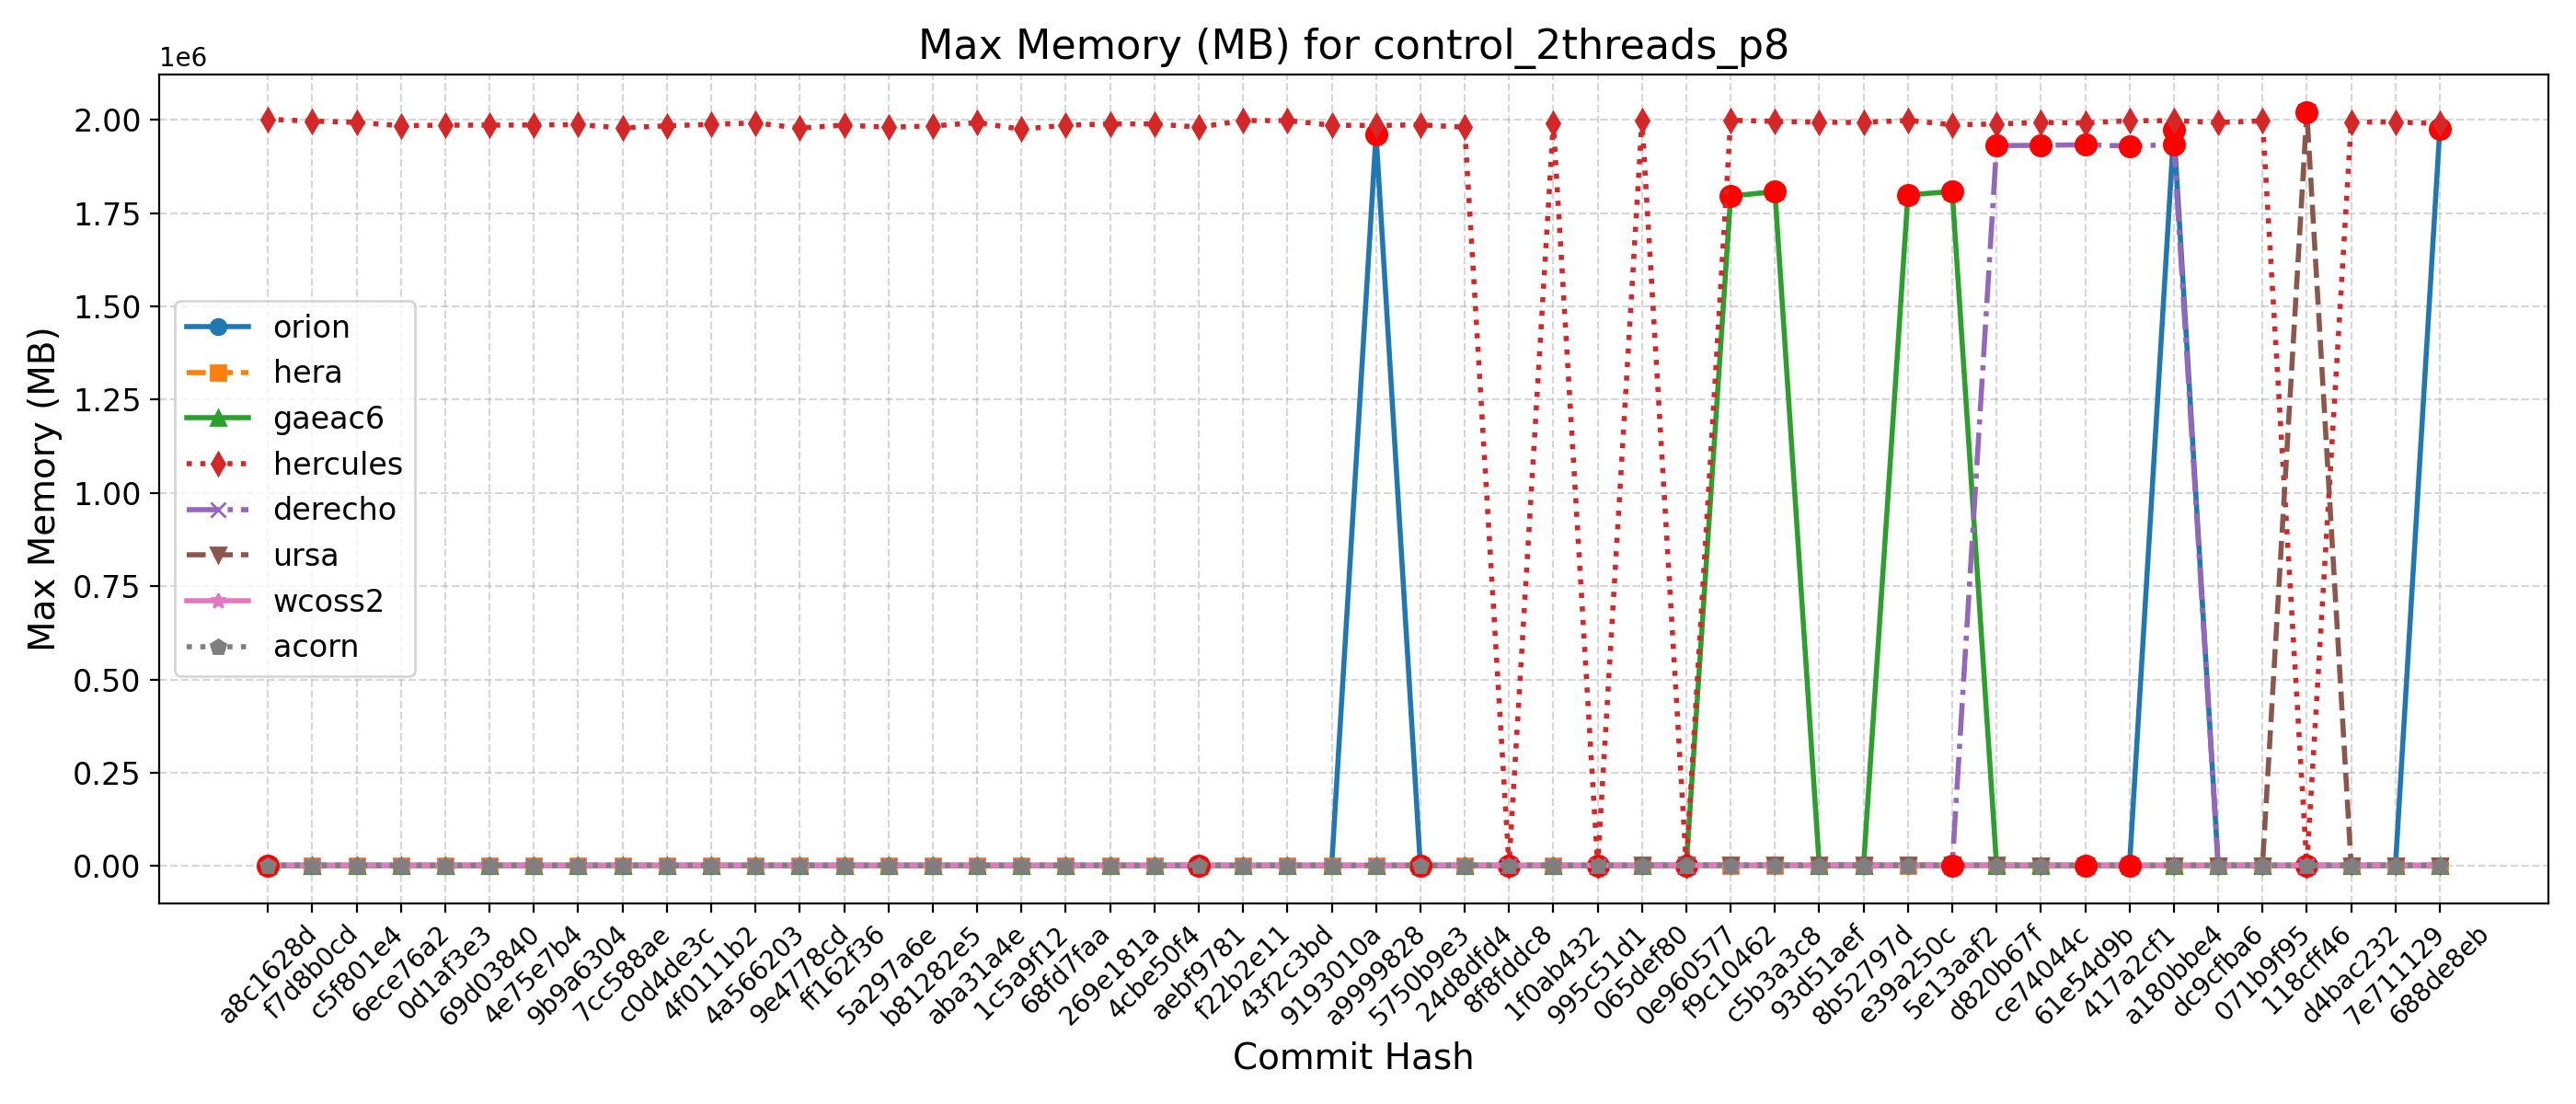 Max Memory (MB) for control_2threads_p8
1e6
2.00
1.75
1.50
1.25
1.00
0.75
0.50
0.25
0.00
Max Memory (MB)
orion
hera
gaeac6
hercules
derecho
ursa
wcoss2
acorn
a8c1628d
f7d8b0cd
c5f801e4
6ece76a2
0d1af3e3
69d03840
4e75e7b4
9b9a6304
7cc588ae
c0d4de3c
4f0111b2
4a566203
9e4778cd
ff162f36
5a297a6e
b81282e5
aba31a4e
1c5a9f12
68fd7faa
269e181a
4cbe50f4
aebf9781
f22b2e11
43f2c3bd
9193010a
a9999828
5750b9e3
24d8dfd4
8f8fddc8
1f0ab432
995c51d1
065def80
0e960577
f9c10462
c5b3a3c8
93d51aef
8b52797d
e39a250c
5e13aaf2
d820b67f
ce74044c
61e54d9b
417a2cf1
a180bbe4
dc9cfba6
071b9f95
118cff46
d4bac232
7e711129
688de8eb
Commit Hash